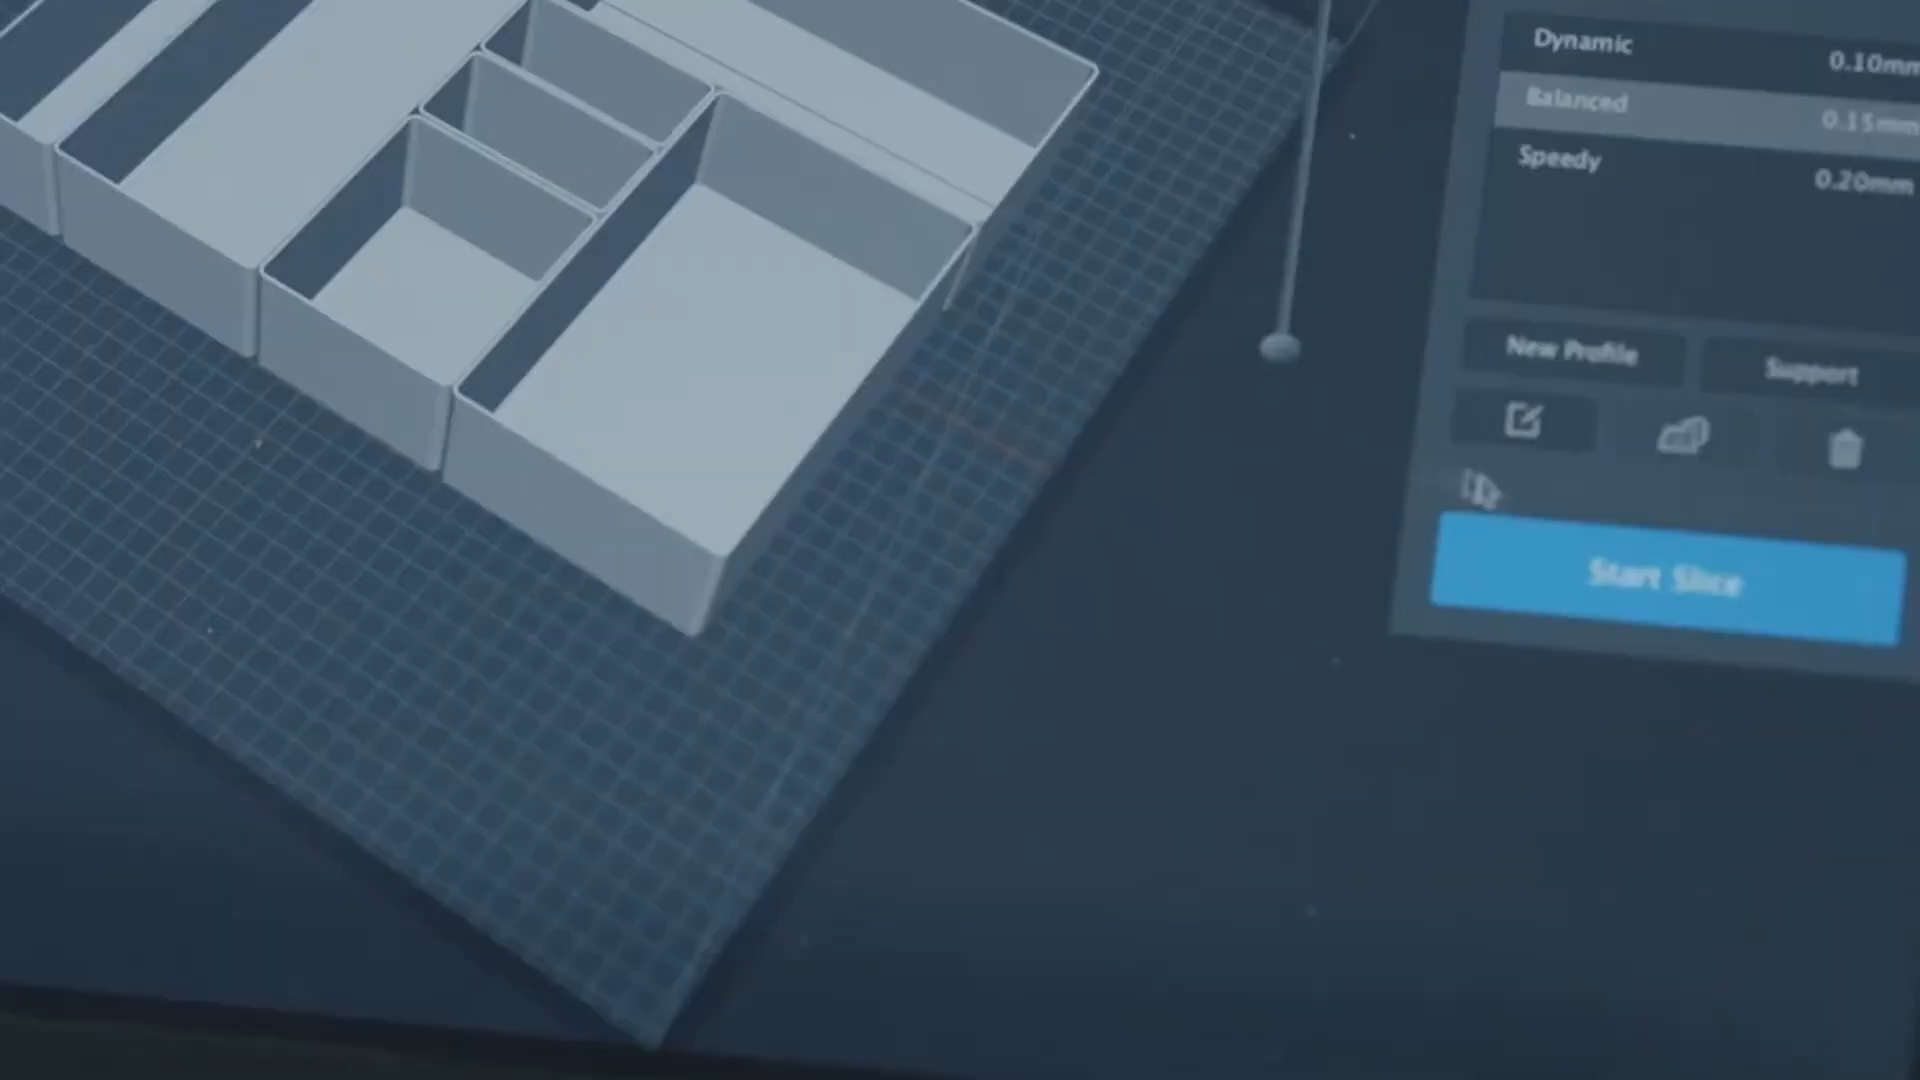 Dynamic 0.10mm
Balanced 0.15mm
Speedy 0.20mm
New Profile Support
Start Slice